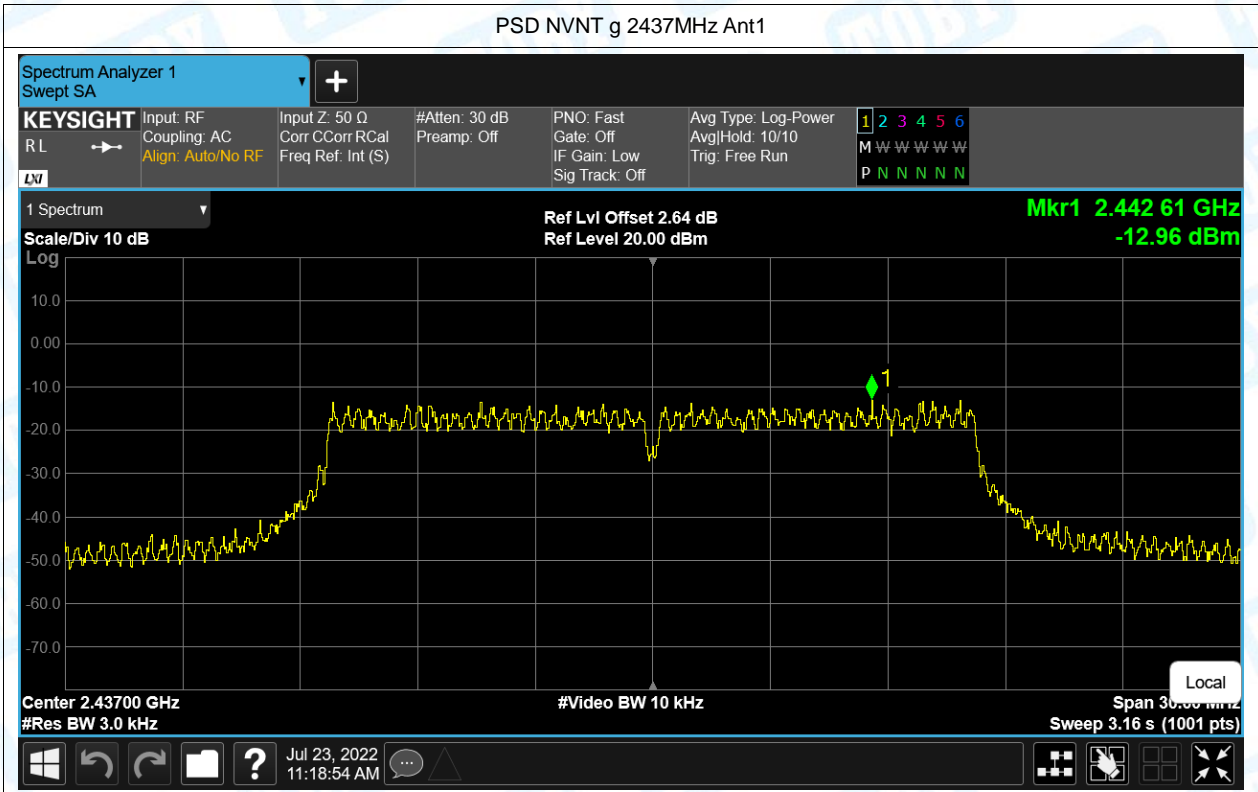 PSD NVNT g 2437MHz Ant1
Spectrum Analyzer 1
Swept SA
+
KEYSIGHT
R L
LXI
Input: RF
Coupling: AC
Align: Auto/No RF
Input Z: 50 Ω
Corr CCorr RCal
Freq Ref: Int (S)
#Atten: 30 dB
Preamp: Off
PNO: Fast
Gate: Off
IF Gain: Low
Sig Track: Off
Avg Type: Log-Power
Avg|Hold: 10/10
Trig: Free Run
1 2 3 4 5 6
M W W W W W
P N N N N N
1 Spectrum
Scale/Div 10 dB
Log
Ref Lvl Offset 2.64 dB
Ref Level 20.00 dBm
Mkr1 2.442 61 GHz
-12.96 dBm
10.0
0.00
-10.0
-20.0
-30.0
-40.0
-50.0
-60.0
-70.0
1
Center 2.43700 GHz
#Res BW 3.0 kHz
#Video BW 10 kHz
Local
Span 30.00 MHz
Sweep 3.16 s (1001 pts)
?
Jul 23, 2022
11:18:54 AM